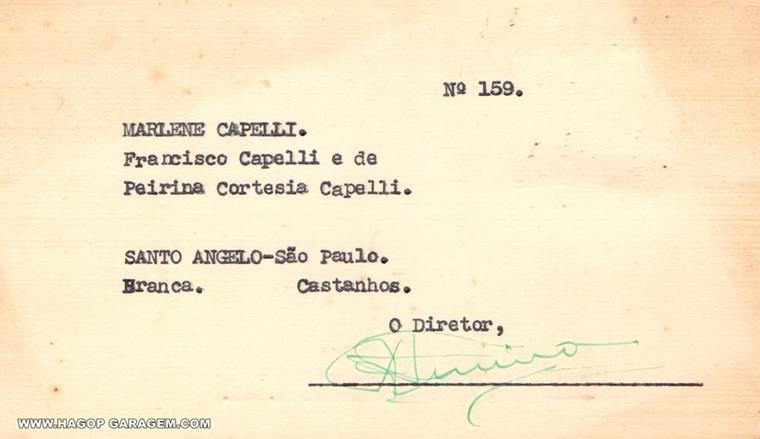 Nº 159.
MARLENE CAPELLI.
Francisco Capelli e de
Peirina Cortesia Capelli.
SANTO ANGELO-São Paulo.
Branca. Castanhos.
O Diretor,
WWW.HAGOP GARAGEM.COM